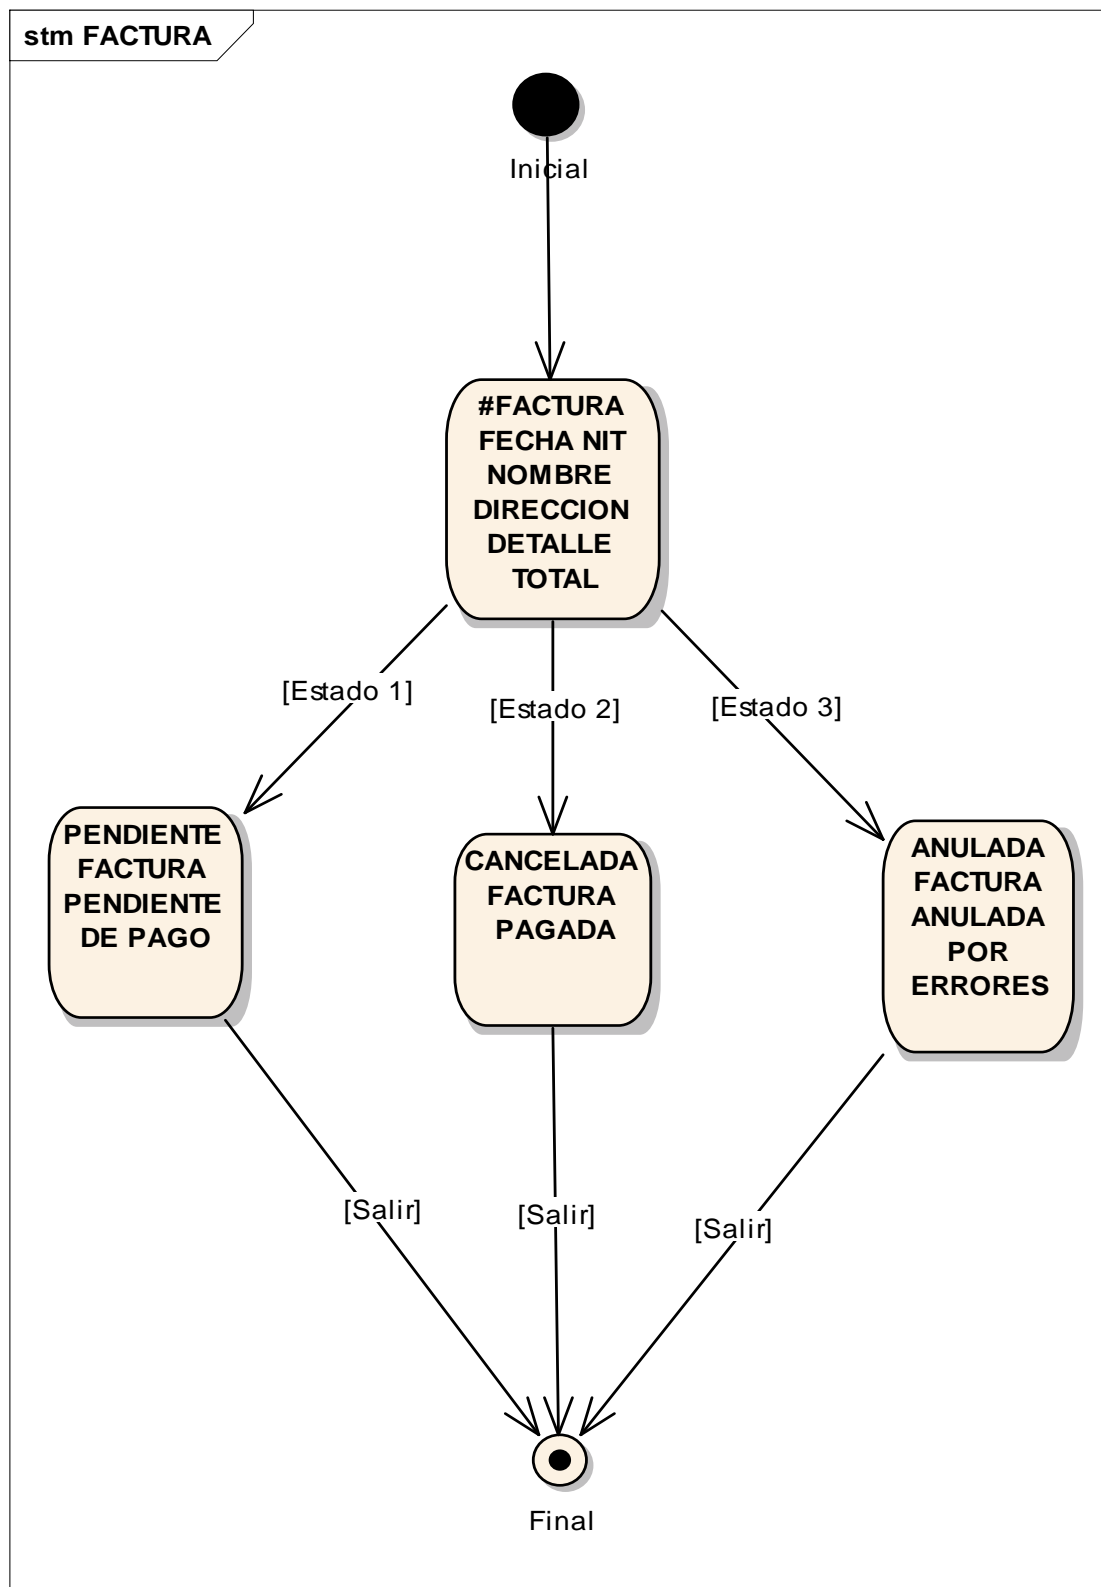 stm FACTURA
Inicial
#FACTURA
FECHA NIT
NOMBRE
DIRECCION
DETALLE
TOTAL
[Estado 1]
[Estado 2]
[Estado 3]
PENDIENTE
FACTURA
PENDIENTE
DE PAGO
CANCELADA
FACTURA
PAGADA
ANULADA
FACTURA
ANULADA
POR
ERRORES
[Salir]
[Salir]
[Salir]
Final